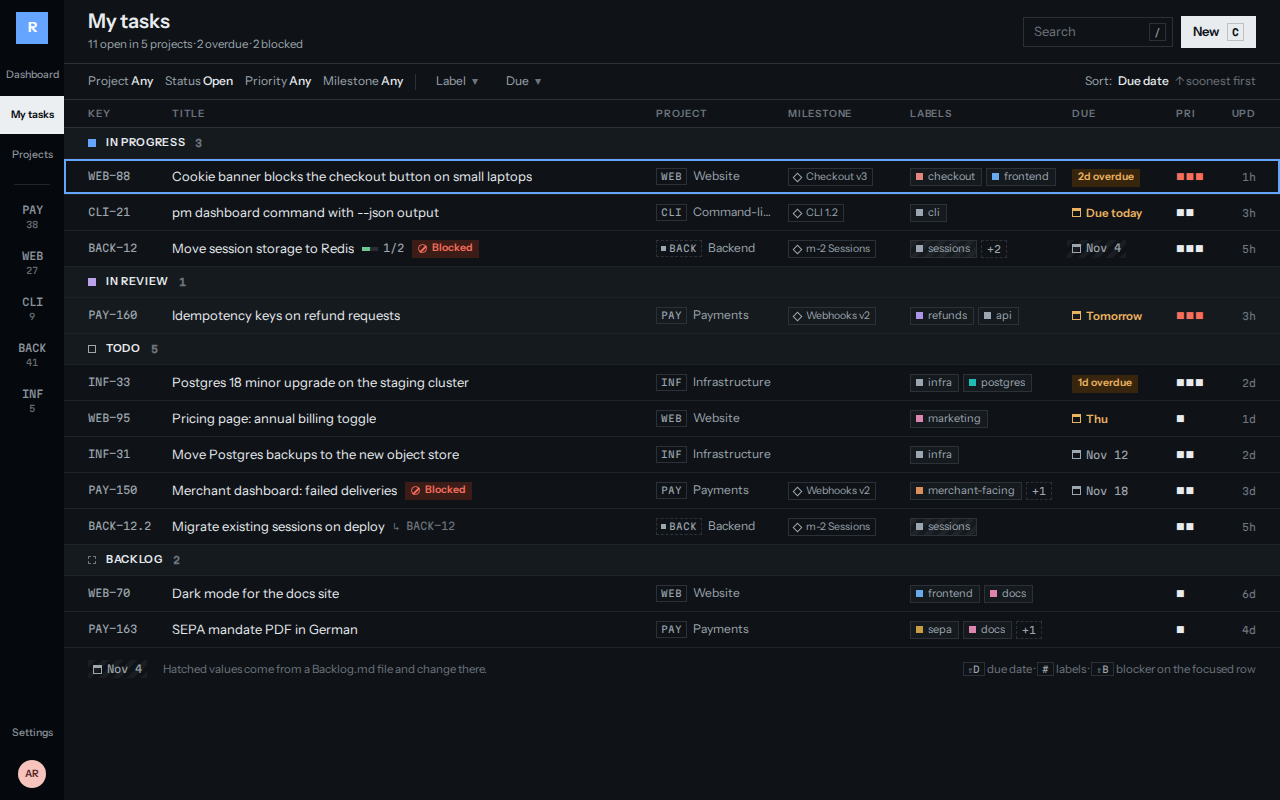 R
Dashboard
My tasks
Projects
PAY
38
WEB
27
CLI
9
BACK
41
INF
5
Settings
AR
My tasks
11 open in 5 projects·2 overdue·2 blocked
Search /
New C
Project Any Status Open Priority Any Milestone Any Label ▾ Due ▾
Sort: Due date ↑ soonest first
KEY TITLE PROJECT MILESTONE LABELS DUE PRI UPD
IN PROGRESS 3
WEB-88 Cookie banner blocks the checkout button on small laptops WEB Website Checkout v3 checkout frontend 2d overdue 1h
CLI-21 pm dashboard command with --json output CLI Command-li… CLI 1.2 cli Due today 3h
BACK-12 Move session storage to Redis 1/2 Blocked BACK Backend m-2 Sessions sessions +2 Nov 4 5h
IN REVIEW 1
PAY-160 Idempotency keys on refund requests PAY Payments Webhooks v2 refunds api Tomorrow 3h
TODO 5
INF-33 Postgres 18 minor upgrade on the staging cluster INF Infrastructure infra postgres 1d overdue 2d
WEB-95 Pricing page: annual billing toggle WEB Website marketing Thu 1d
INF-31 Move Postgres backups to the new object store INF Infrastructure infra Nov 12 2d
PAY-150 Merchant dashboard: failed deliveries Blocked PAY Payments Webhooks v2 merchant-facing +1 Nov 18 3d
BACK-12.2 Migrate existing sessions on deploy ↳ BACK-12 BACK Backend m-2 Sessions sessions 5h
BACKLOG 2
WEB-70 Dark mode for the docs site WEB Website frontend docs 6d
PAY-163 SEPA mandate PDF in German PAY Payments sepa docs +1 4d
Nov 4 Hatched values come from a Backlog.md file and change there.
⇧D due date· # labels· ⇧B blocker on the focused row